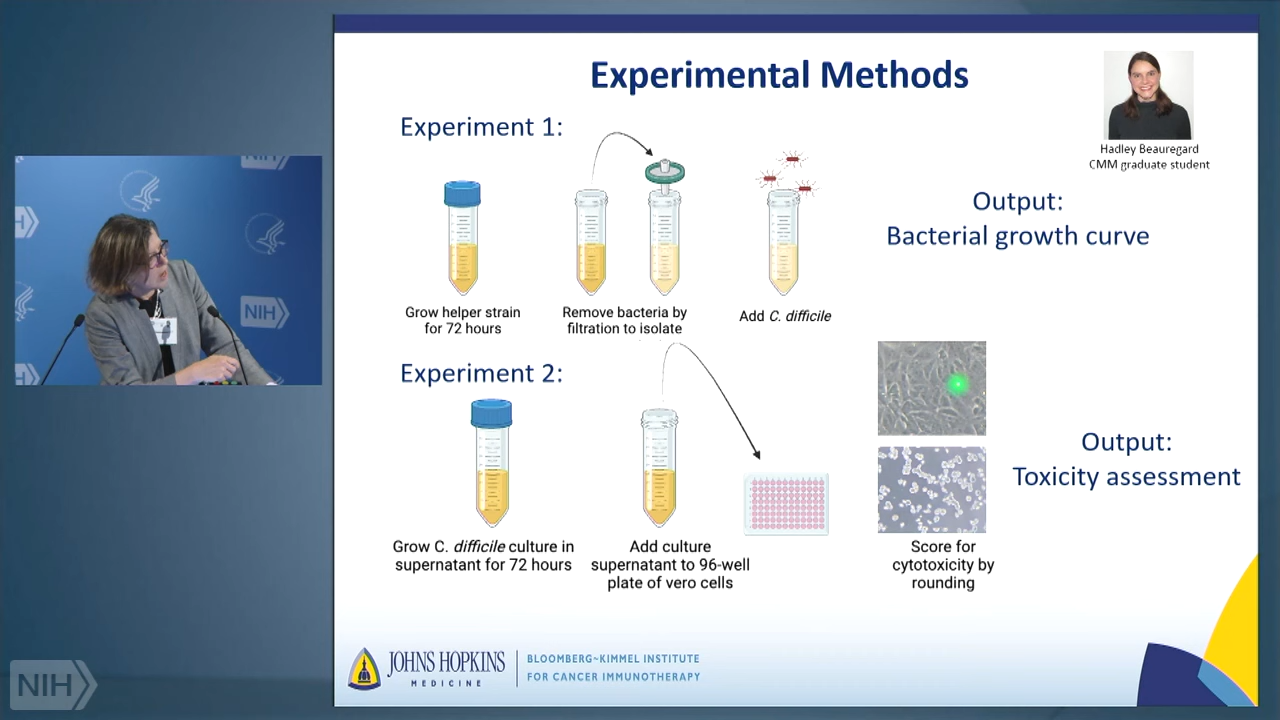 Experimental Methods
Hadley Beauregard
CMM graduate student
Experiment 1:
Output:
Bacterial growth curve
Grow helper strain
for 72 hours
Remove bacteria by
filtration to isolate
Add C. difficile
Experiment 2:
Output:
Toxicity assessment
Grow C. difficile culture in
supernatant for 72 hours
Add culture
supernatant to 96-well
plate of vero cells
Score for
cytotoxicity by
rounding
JOHNS HOPKINS
MEDICINE
BLOOMBERG~KIMMEL INSTITUTE
FOR CANCER IMMUNOTHERAPY
NIH
NIH
NIH